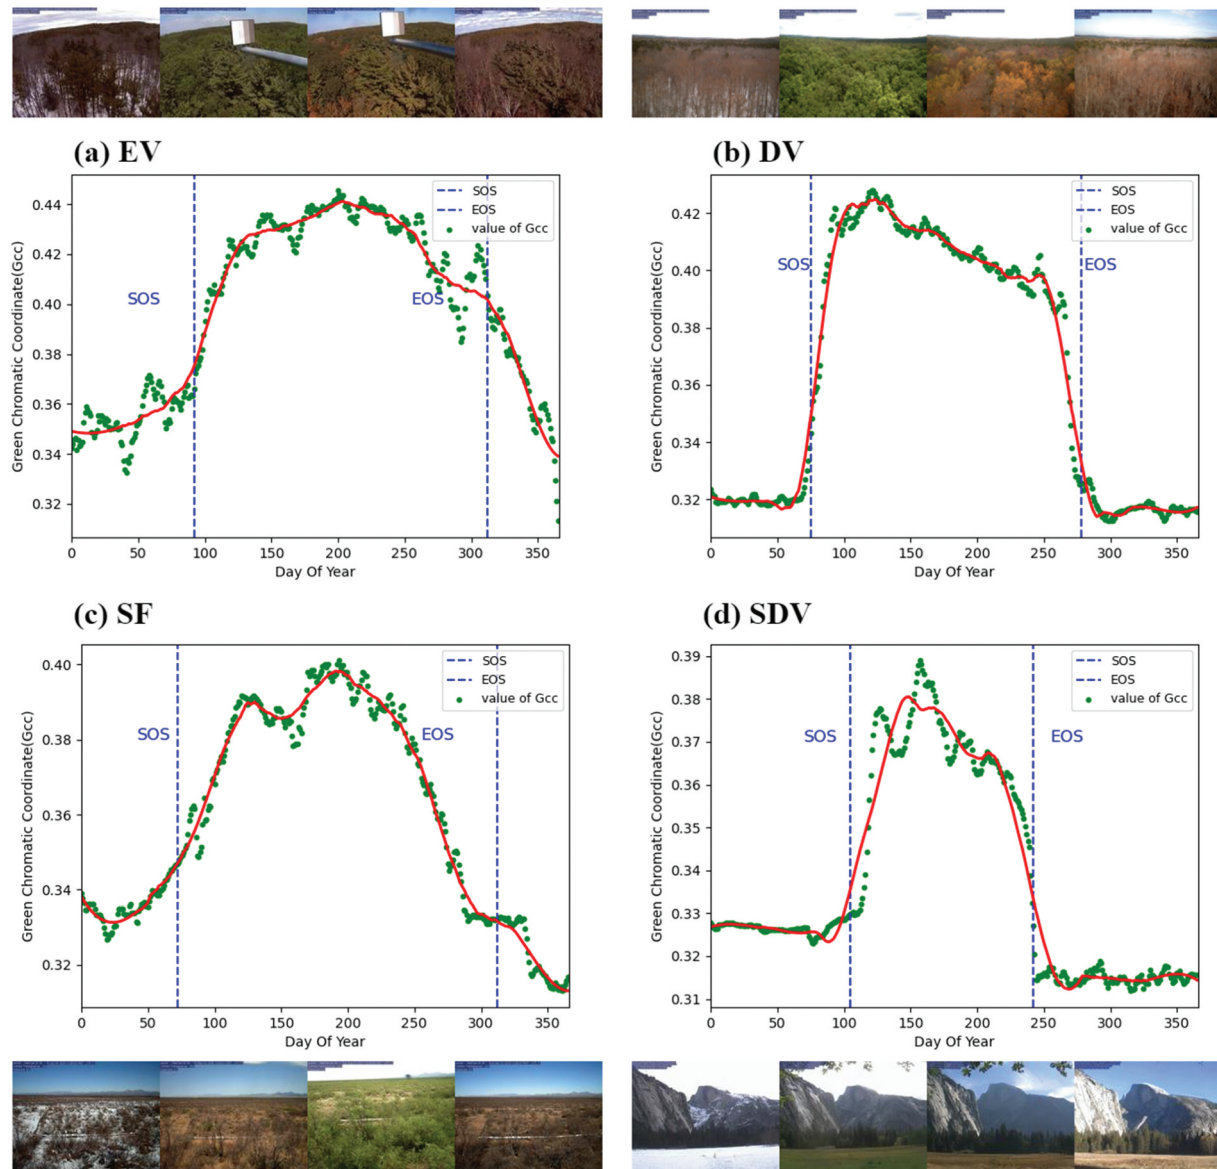 (a) EV
(b) DV
SOS
EOS
value of Gcc
SOS
EOS
value of Gcc
0.44
0.42
0.40
0.38
0.36
0.34
0.32
Green Chromatic Coordinate(Gcc)
SOS
EOS
0 50 100 150 200 250 300 350
Day Of Year
0.42
0.40
0.38
0.36
0.34
0.32
Green Chromatic Coordinate(Gcc)
SOS
EOS
0 50 100 150 200 250 300 350
Day Of Year
(c) SF
(d) SDV
SOS
EOS
value of Gcc
SOS
EOS
value of Gcc
0.40
0.38
0.36
0.34
0.32
Green Chromatic Coordinate(Gcc)
SOS
EOS
0 50 100 150 200 250 300 350
Day Of Year
0.39
0.38
0.37
0.36
0.35
0.34
0.33
0.32
0.31
Green Chromatic Coordinate(Gcc)
SOS
EOS
0 50 100 150 200 250 300 350
Day Of Year